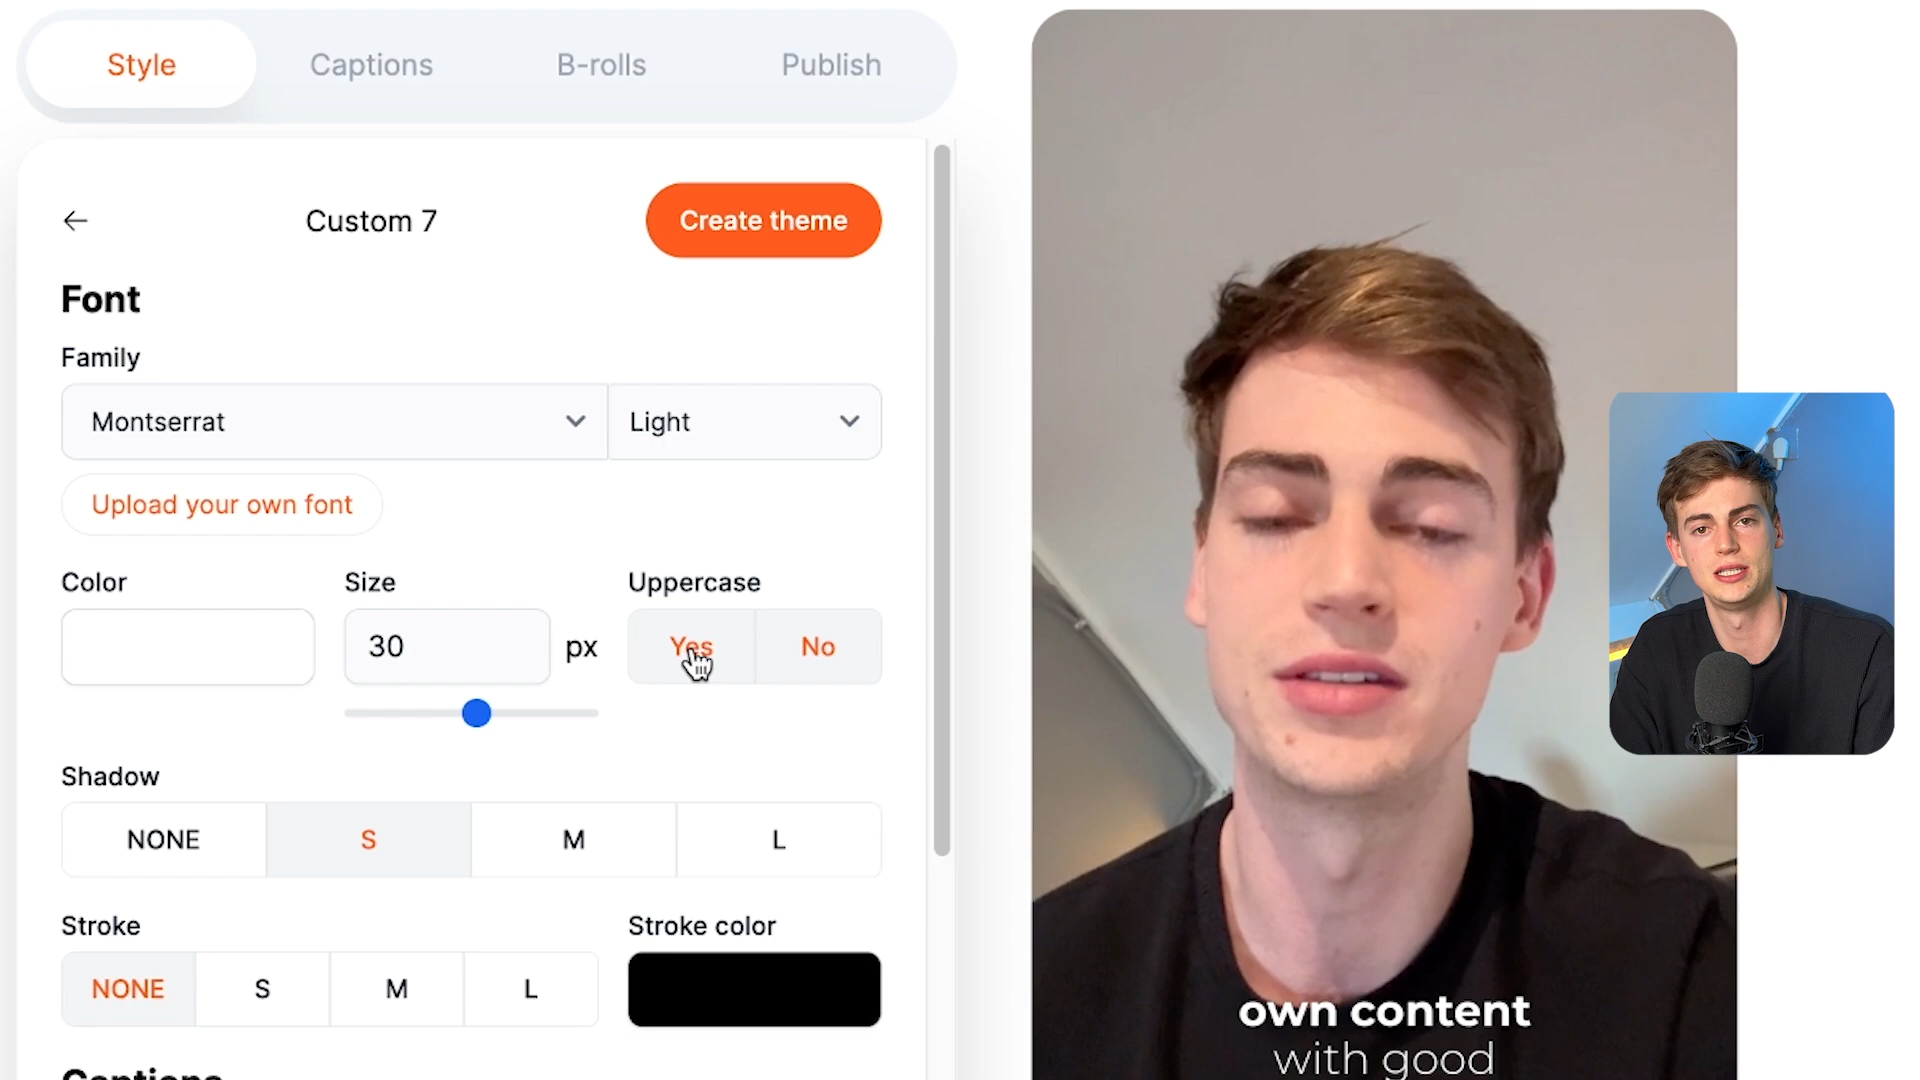 Style Captions B-rolls Publish
Custom 7 Create theme
Font
Family
Montserrat Light
Upload your own font
Color Size Uppercase
30 px Yes No
Shadow
NONE S M L
Stroke Stroke color
NONE S M L
Captions
own content
with good